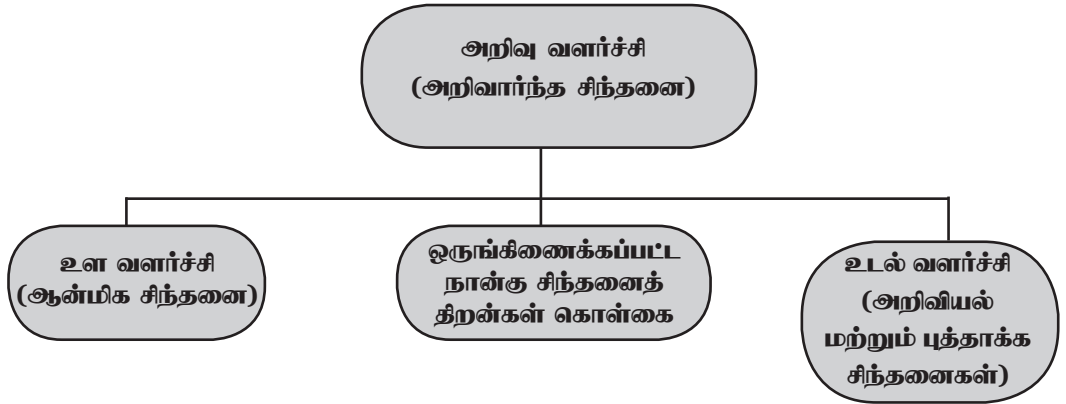 அறிவு வளர்ச்சி
(அறிவார்ந்த சிந்தனை)
உள வளர்ச்சி
(ஆன்மிக சிந்தனை)
ஒருங்கிணைக்கப்பட்ட
நான்கு சிந்தனைத்
திறன்கள் கொள்கை
உடல் வளர்ச்சி
(அறிவியல்
மற்றும் புத்தாக்க
சிந்தனைகள்)